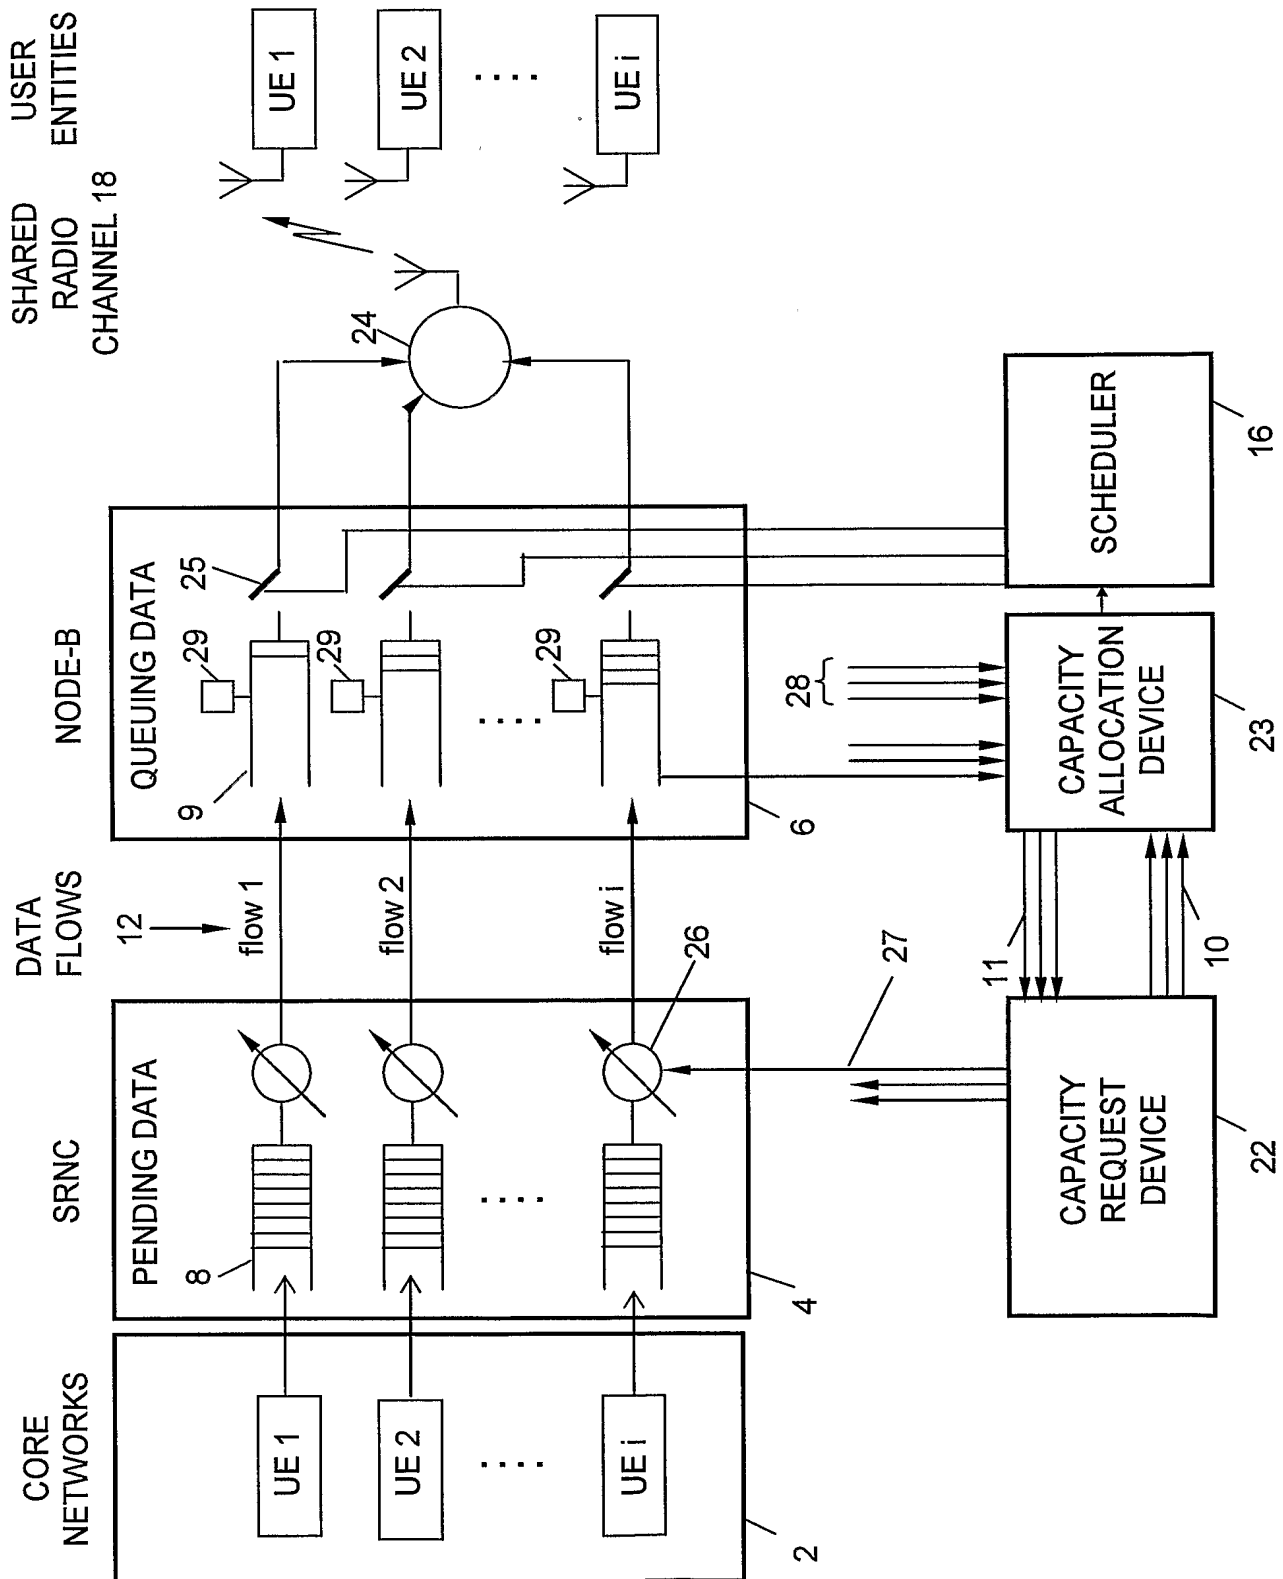 CORE
NETWORKS
SRNC
DATA
FLOWS
NODE-B
SHARED
RADIO
CHANNEL 18
USER
ENTITIES
PENDING DATA
QUEUING DATA
12
8
9
25
29
29
29
24
UE 1
flow 1
UE 1
UE 2
flow 2
UE 2
. . . .
. . . .
. . . .
. . . .
UE i
flow i
UE i
26
2
4
6
27
28
11
10
CAPACITY
REQUEST
DEVICE
22
CAPACITY
ALLOCATION
DEVICE
23
SCHEDULER
16